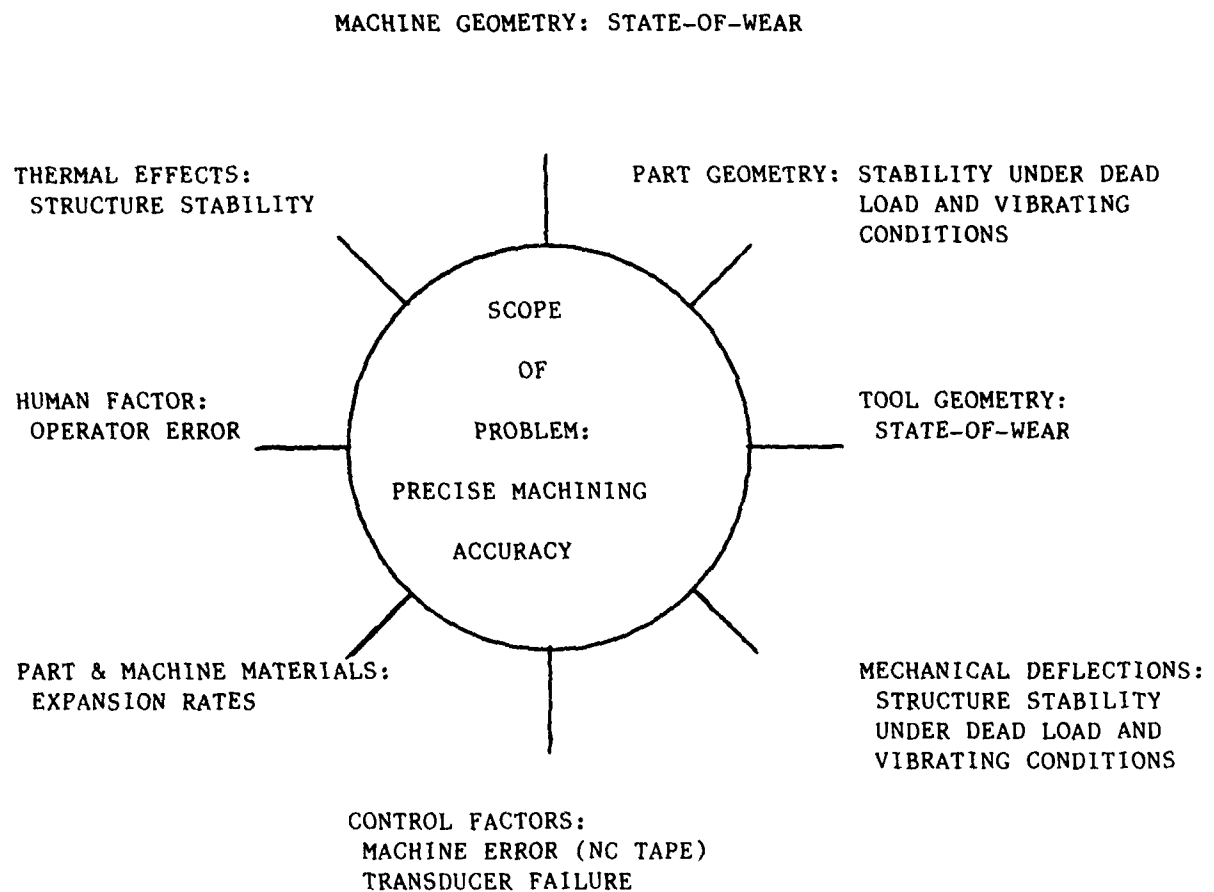 MACHINE GEOMETRY: STATE-OF-WEAR
THERMAL EFFECTS:
STRUCTURE STABILITY
PART GEOMETRY: STABILITY UNDER DEAD
LOAD AND VIBRATING
CONDITIONS
SCOPE
OF
PROBLEM:
PRECISE MACHINING
ACCURACY
HUMAN FACTOR:
OPERATOR ERROR
TOOL GEOMETRY:
STATE-OF-WEAR
PART & MACHINE MATERIALS:
EXPANSION RATES
MECHANICAL DEFLECTIONS:
STRUCTURE STABILITY
UNDER DEAD LOAD AND
VIBRATING CONDITIONS
CONTROL FACTORS:
MACHINE ERROR (NC TAPE)
TRANSDUCER FAILURE